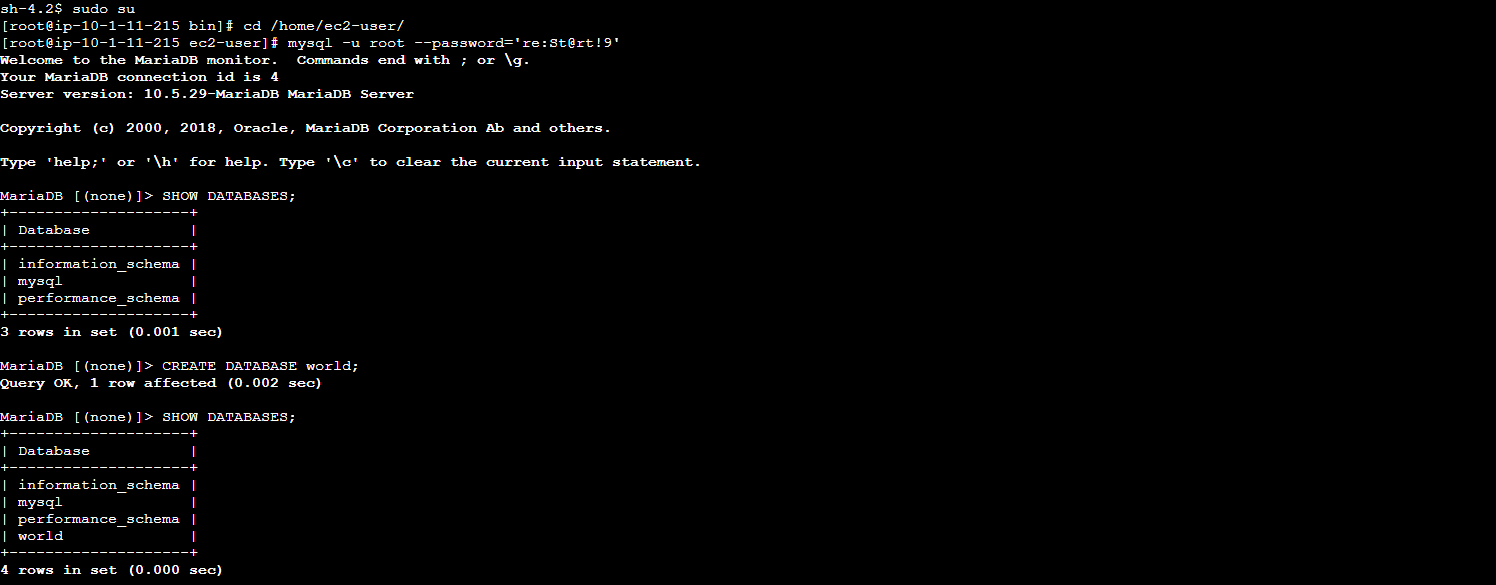 sh-4.2$ sudo su
[root@ip-10-1-11-215 bin]# cd /home/ec2-user/
[root@ip-10-1-11-215 ec2-user]# mysql -u root --password='re:St@rt!9'
Welcome to the MariaDB monitor.  Commands end with ; or \g.
Your MariaDB connection id is 4
Server version: 10.5.29-MariaDB MariaDB Server
Copyright (c) 2000, 2018, Oracle, MariaDB Corporation Ab and others.
Type 'help;' or '\h' for help. Type '\c' to clear the current input statement.
MariaDB [(none)]> SHOW DATABASES;
+--------------------+
| Database           |
+--------------------+
| information_schema |
| mysql              |
| performance_schema |
+--------------------+
3 rows in set (0.001 sec)
MariaDB [(none)]> CREATE DATABASE world;
Query OK, 1 row affected (0.002 sec)
MariaDB [(none)]> SHOW DATABASES;
+--------------------+
| Database           |
+--------------------+
| information_schema |
| mysql              |
| performance_schema |
| world              |
+--------------------+
4 rows in set (0.000 sec)